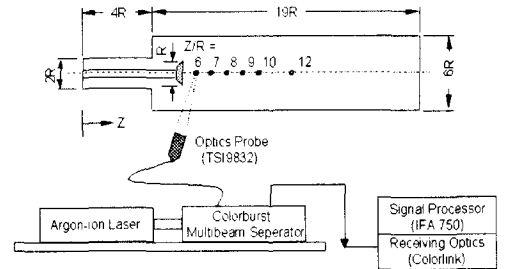 4R
19R
2R
R
Z/R =
6 7 8 9 10 12
6R
Z
Optics Probe
(TSI9832)
Argon-ion Laser
Colorburst
Multibeam Seperator
Signal Processor
(IFA 750)
Receiving Optics
(Colorlink)